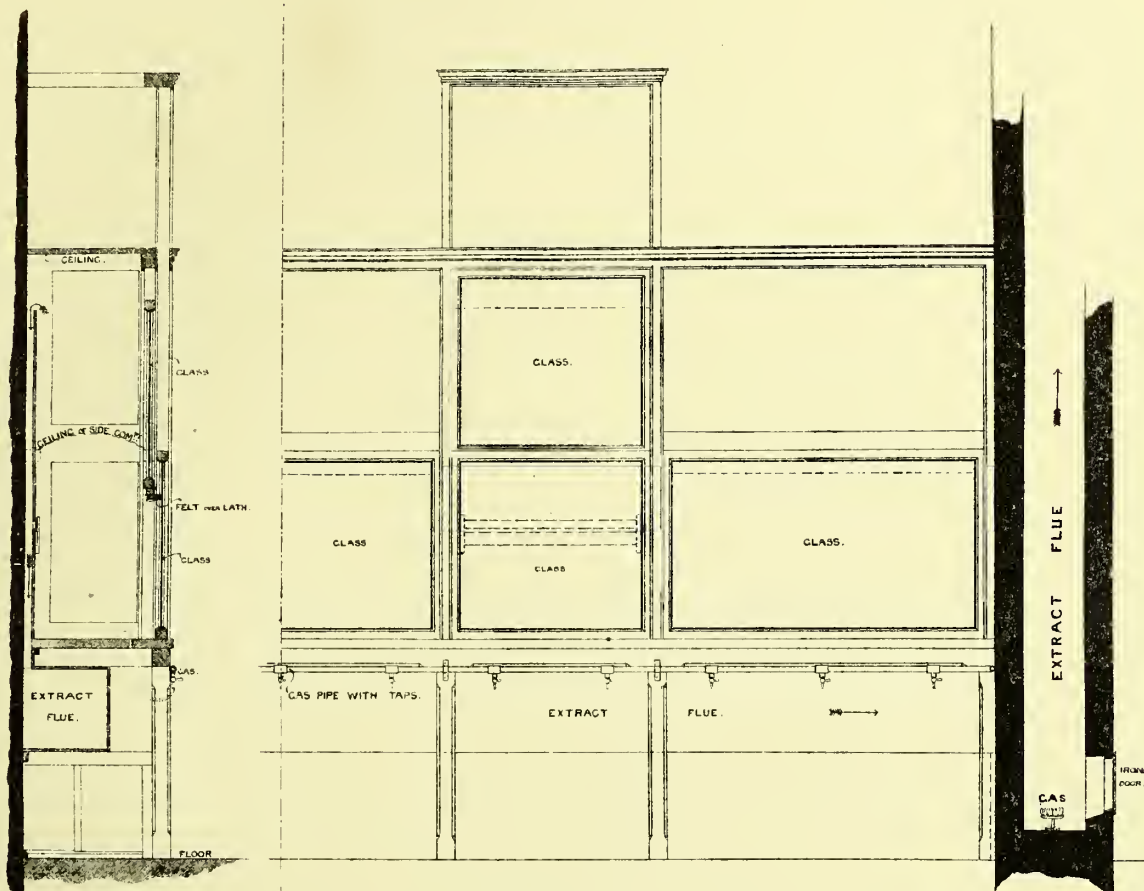 CEILING.
GLASS
CEILING OF SIDE COMPT
FELT OVER LATH.
GLASS
GAS.
EXTRACT
FLUE.
FLOOR
GLASS.
GLASS
GLASS
GLASS.
GAS PIPE WITH TAPS.
EXTRACT FLUE.
EXTRACT FLUE
GAS
IRON
DOOR.